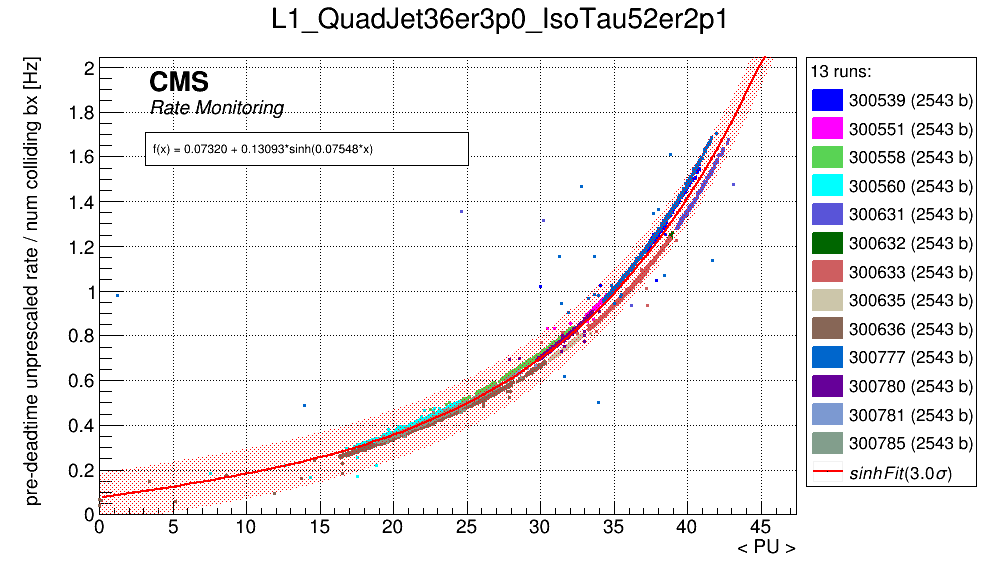 L1_QuadJet36er3p0_IsoTau52er2p1
pre-deadtime unprescaled rate / num colliding bx [Hz]
CMS
Rate Monitoring
f(x) = 0.07320 + 0.13093*sinh(0.07548*x)
2
1.8
1.6
1.4
1.2
1
0.8
0.6
0.4
0.2
0
0 5 10 15 20 25 30 35 40 45
< PU >
13 runs:
300539 (2543 b)
300551 (2543 b)
300558 (2543 b)
300560 (2543 b)
300631 (2543 b)
300632 (2543 b)
300633 (2543 b)
300635 (2543 b)
300636 (2543 b)
300777 (2543 b)
300780 (2543 b)
300781 (2543 b)
300785 (2543 b)
sinhFit(3.0σ)